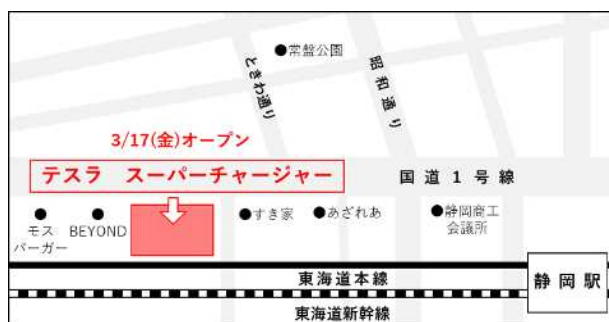 ●常盤公園
ときわ通り
昭和通り
3/17(金)オープン
テスラ スーパーチャージャー
国道1号線
モス
バーガー
BEYOND
●すき家
●あざれあ
●静岡商工
会議所
東海道本線
静岡駅
東海道新幹線